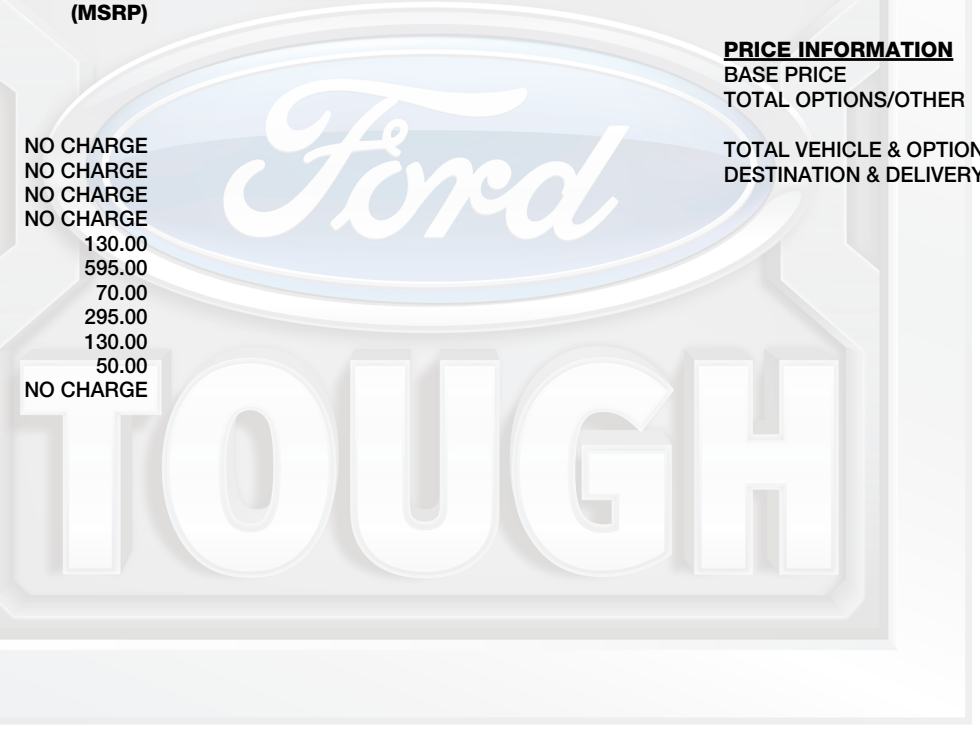 (MSRP)
NO CHARGE
NO CHARGE
NO CHARGE
NO CHARGE
130.00
595.00
70.00
295.00
130.00
50.00
NO CHARGE
PRICE INFORMATION
BASE PRICE
TOTAL OPTIONS/OTHER
TOTAL VEHICLE & OPTION
DESTINATION & DELIVERY
Ford
TOUGH